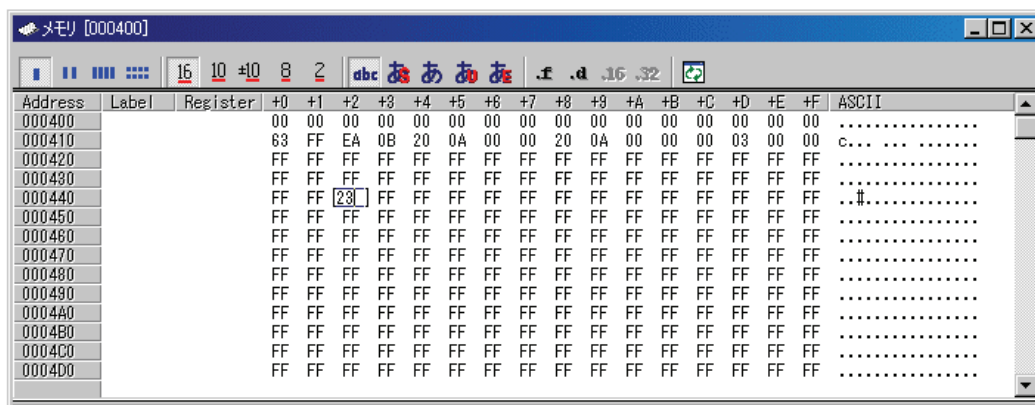 メモリ [000400]
16 10 ±10 8 2 abc あS あ あD あE .f .d .16 .32
Address Label Register +0 +1 +2 +3 +4 +5 +6 +7 +8 +9 +A +B +C +D +E +F ASCII
000400 00 00 00 00 00 00 00 00 00 00 00 00 00 00 00 00 ................
000410 63 FF EA 0B 20 0A 00 00 20 0A 00 00 00 03 00 00 c... ... .......
000420 FF FF FF FF FF FF FF FF FF FF FF FF FF FF FF FF ................
000430 FF FF FF FF FF FF FF FF FF FF FF FF FF FF FF FF ................
000440 FF FF 23 FF FF FF FF FF FF FF FF FF FF FF FF FF ..#.............
000450 FF FF FF FF FF FF FF FF FF FF FF FF FF FF FF FF ................
000460 FF FF FF FF FF FF FF FF FF FF FF FF FF FF FF FF ................
000470 FF FF FF FF FF FF FF FF FF FF FF FF FF FF FF FF ................
000480 FF FF FF FF FF FF FF FF FF FF FF FF FF FF FF FF ................
000490 FF FF FF FF FF FF FF FF FF FF FF FF FF FF FF FF ................
0004A0 FF FF FF FF FF FF FF FF FF FF FF FF FF FF FF FF ................
0004B0 FF FF FF FF FF FF FF FF FF FF FF FF FF FF FF FF ................
0004C0 FF FF FF FF FF FF FF FF FF FF FF FF FF FF FF FF ................
0004D0 FF FF FF FF FF FF FF FF FF FF FF FF FF FF FF FF ................